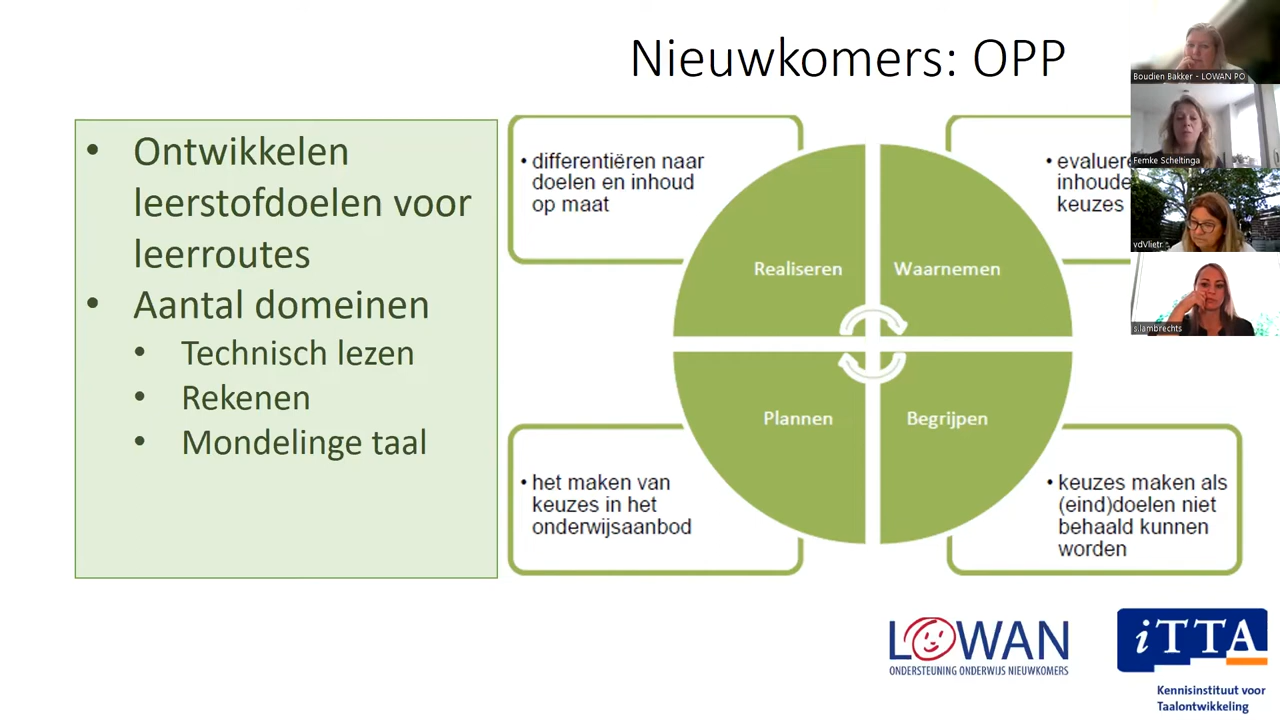 Nieuwkomers: OPP
• Ontwikkelen
leerstofdoelen voor
leerroutes
• Aantal domeinen
• Technisch lezen
• Rekenen
• Mondelinge taal
• differentiëren naar
doelen en inhoud
op maat
Realiseren
Waarnemen
• 
inhoude
keuzes
Plannen
Begrijpen
• het maken van
keuzes in het
onderwijsaanbod
• keuzes maken als
(eind)doelen niet
behaald kunnen
worden
Boudien Bakker - LOWAN PO
Femke Scheltinga
vdVlietr
s.lambrechts
LOWAN
ONDERSTEUNING ONDERWIJS NIEUWKOMERS
iTTA
Kennisinstituut voor
Taalontwikkeling